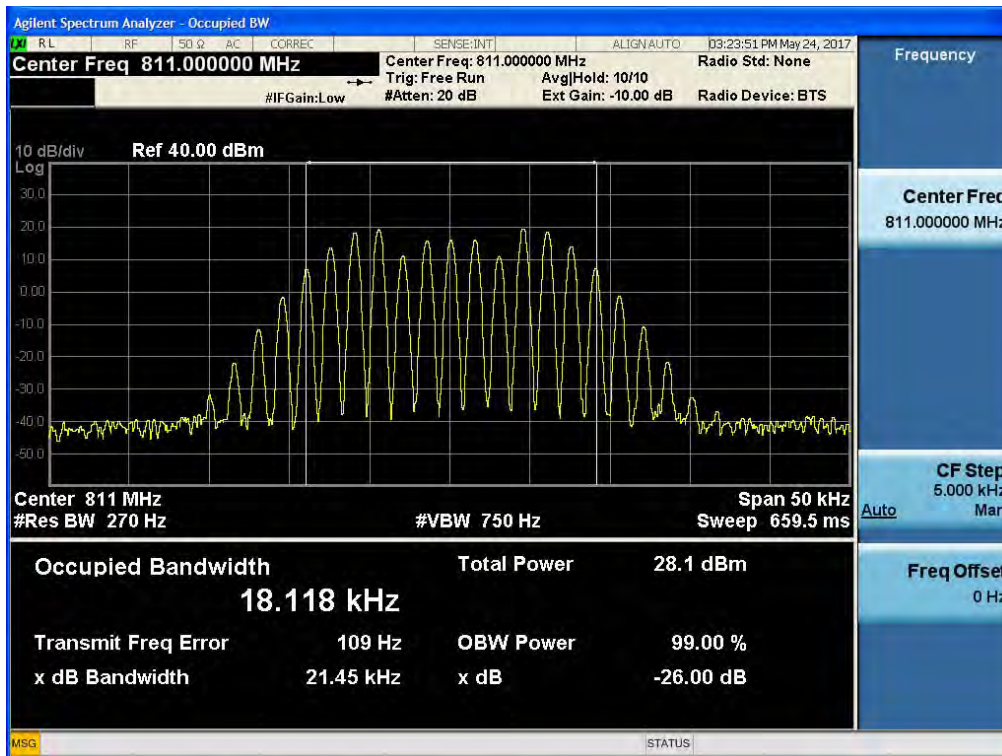 Agilent Spectrum Analyzer - Occupied BW
LXI RL RF 50 Ω AC CORREC SENSE:INT ALIGN AUTO 03:23:51 PM May 24, 2017
Center Freq 811.000000 MHz
Center Freq: 811.000000 MHz Radio Std: None
Trig: Free Run Avg|Hold: 10/10
#IFGain:Low #Atten: 20 dB Ext Gain: -10.00 dB Radio Device: BTS
10 dB/div Ref 40.00 dBm
Log
30.0
20.0
10.0
0.00
-10.0
-20.0
-30.0
-40.0
-50.0
Center 811 MHz Span 50 kHz
#Res BW 270 Hz #VBW 750 Hz Sweep 659.5 ms
Occupied Bandwidth Total Power 28.1 dBm
18.118 kHz
Transmit Freq Error 109 Hz OBW Power 99.00 %
x dB Bandwidth 21.45 kHz x dB -26.00 dB
MSG STATUS
Frequency
Center Freq
811.000000 MHz
CF Step
5.000 kHz
Auto Man
Freq Offset
0 Hz